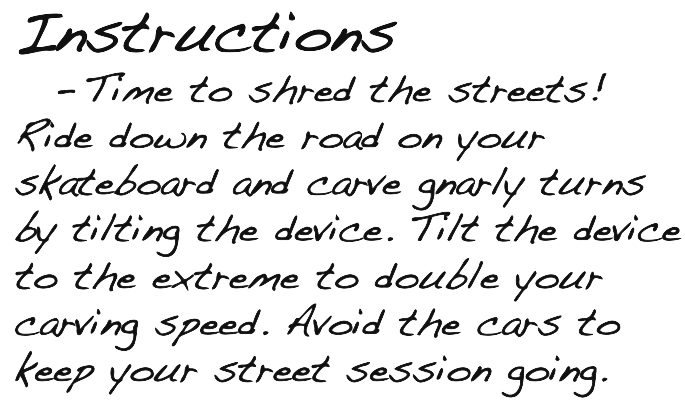 Instructions
- Time to shred the streets!
Ride down the road on your
skateboard and carve gnarly turns
by tilting the device. Tilt the device
to the extreme to double your
carving speed. Avoid the cars to
keep your street session going.